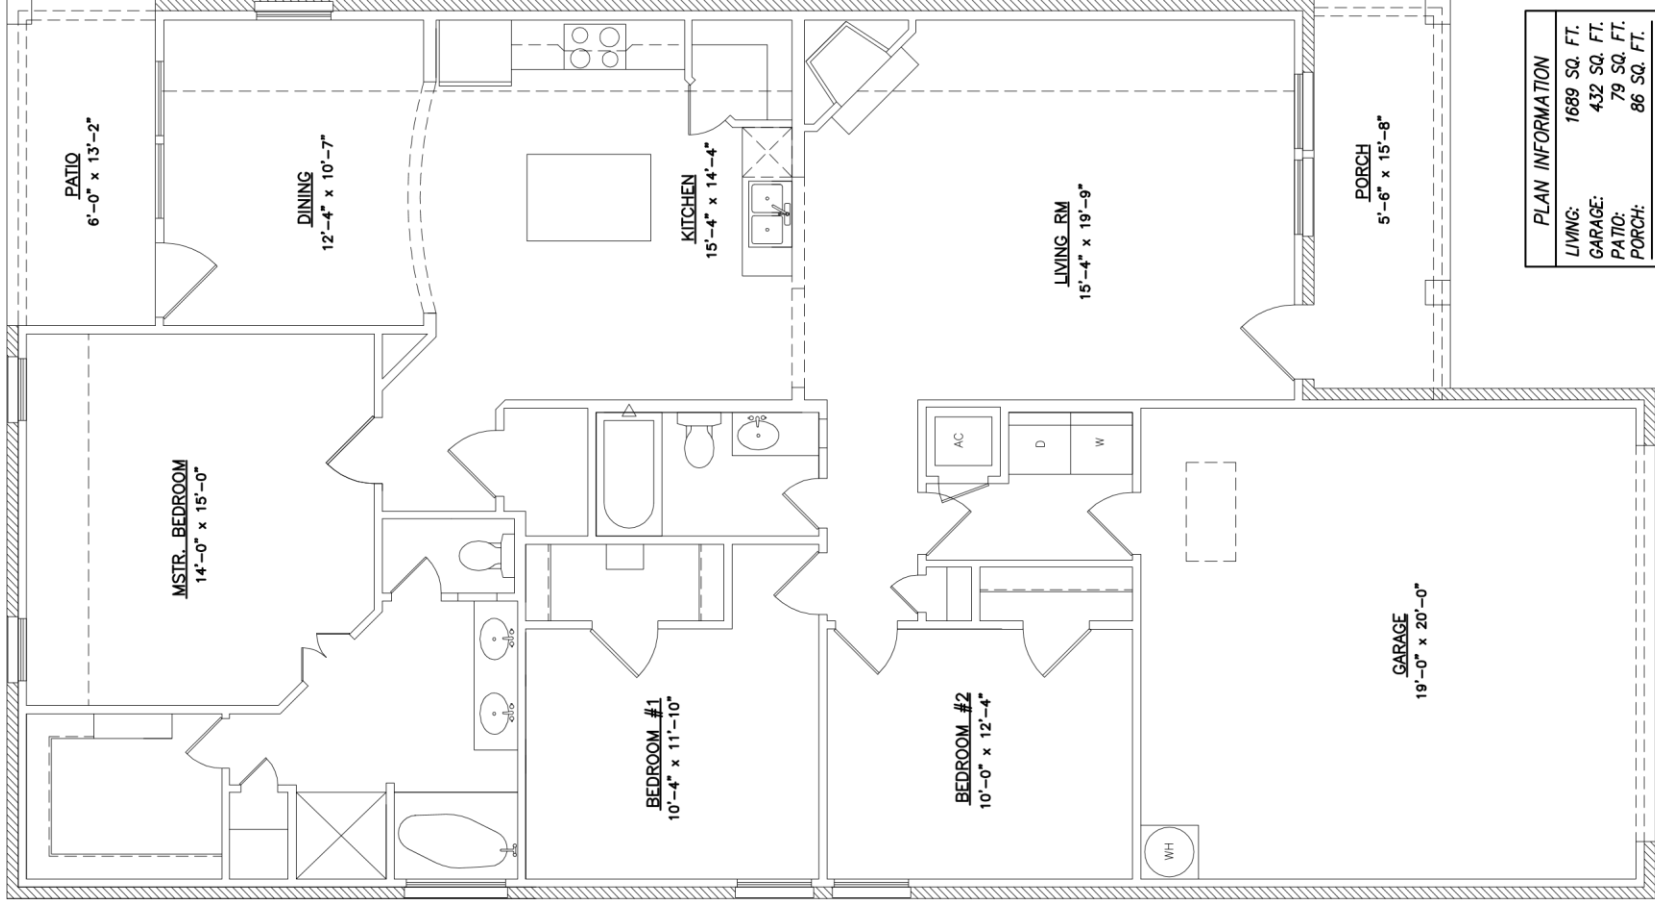 PATIO
6'-0" x 13'-2"
DINING
12'-4" x 10'-7"
KITCHEN
15'-4" x 14'-4"
LIVING RM
15'-4" x 19'-9"
PORCH
5'-6" x 15'-8"
PLAN INFORMATION
LIVING: 1689 SQ. FT.
GARAGE: 432 SQ. FT.
PATIO: 79 SQ. FT.
PORCH: 86 SQ. FT.
MSTR. BEDROOM
14'-0" x 15'-0"
AC
D
W
BEDROOM #1
10'-4" x 11'-10"
BEDROOM #2
10'-0" x 12'-4"
GARAGE
19'-0" x 20'-0"
WH